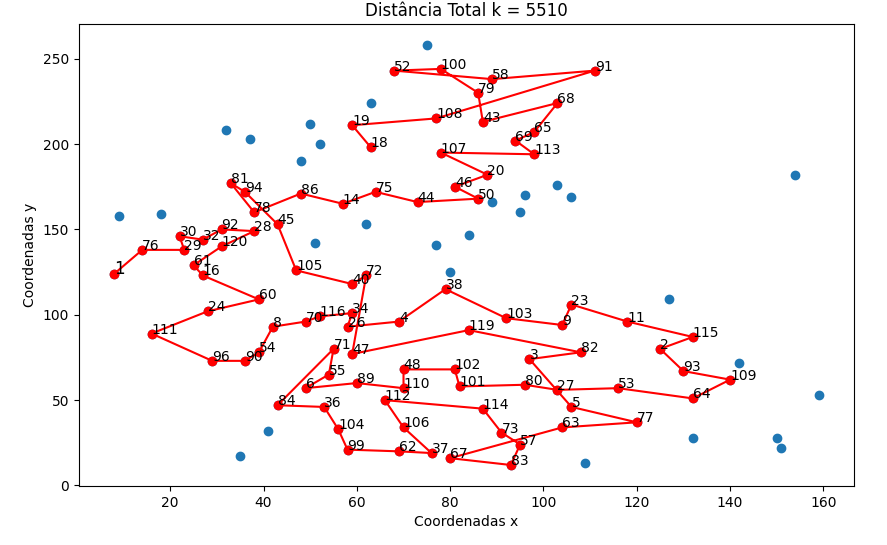 Distância Total k = 5510
Coordenadas y
250
200
150
100
50
0
52 100 58 91
79 68
19 108 43 65
18 69
107 113
20
81 94 86 75 46 50
78 14 44
45
30 32 92 28
76 29 120
1 61 16 105 40 72
60 38
24 23
111 8 70 116 34 26 4 103 9 11
119 115
96 90 54 71 47 3 82 2
55 48 102 93
6 89 110 101 80 27 53 109
84 36 112 114 5 64
104 106 73 63 77
99 62 37 67 57
83
20 40 60 80 100 120 140 160
Coordenadas x